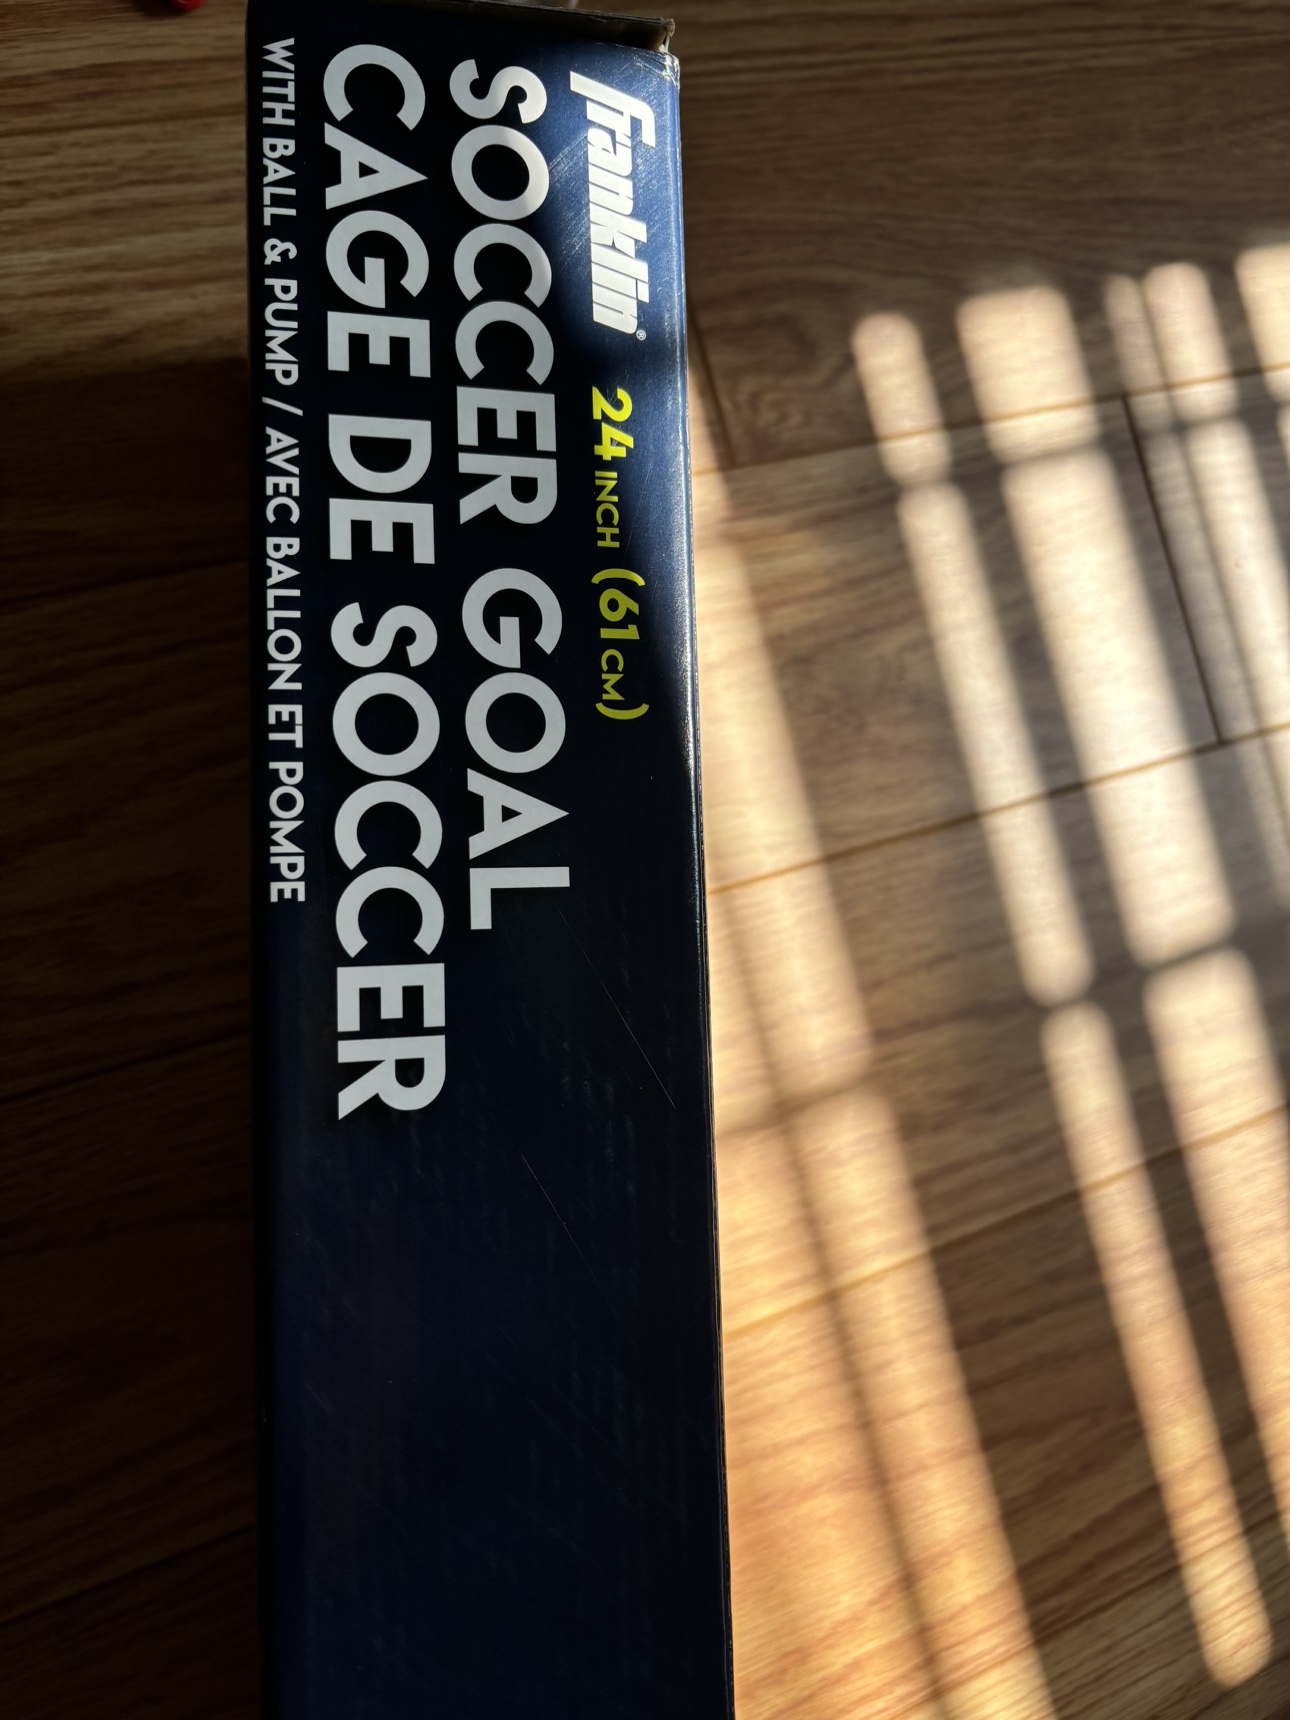 Franklin® 24 INCH (61 CM)
SOCCER GOAL
CAGE DE SOCCER
WITH BALL & PUMP / AVEC BALLON ET POMPE